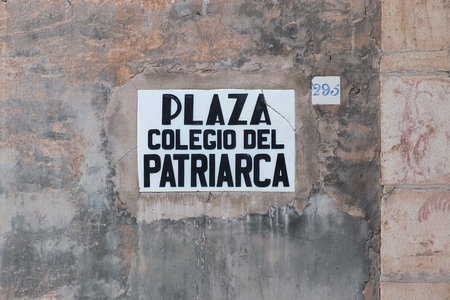 PLAZA
COLEGIO DEL
PATRIARCA
295